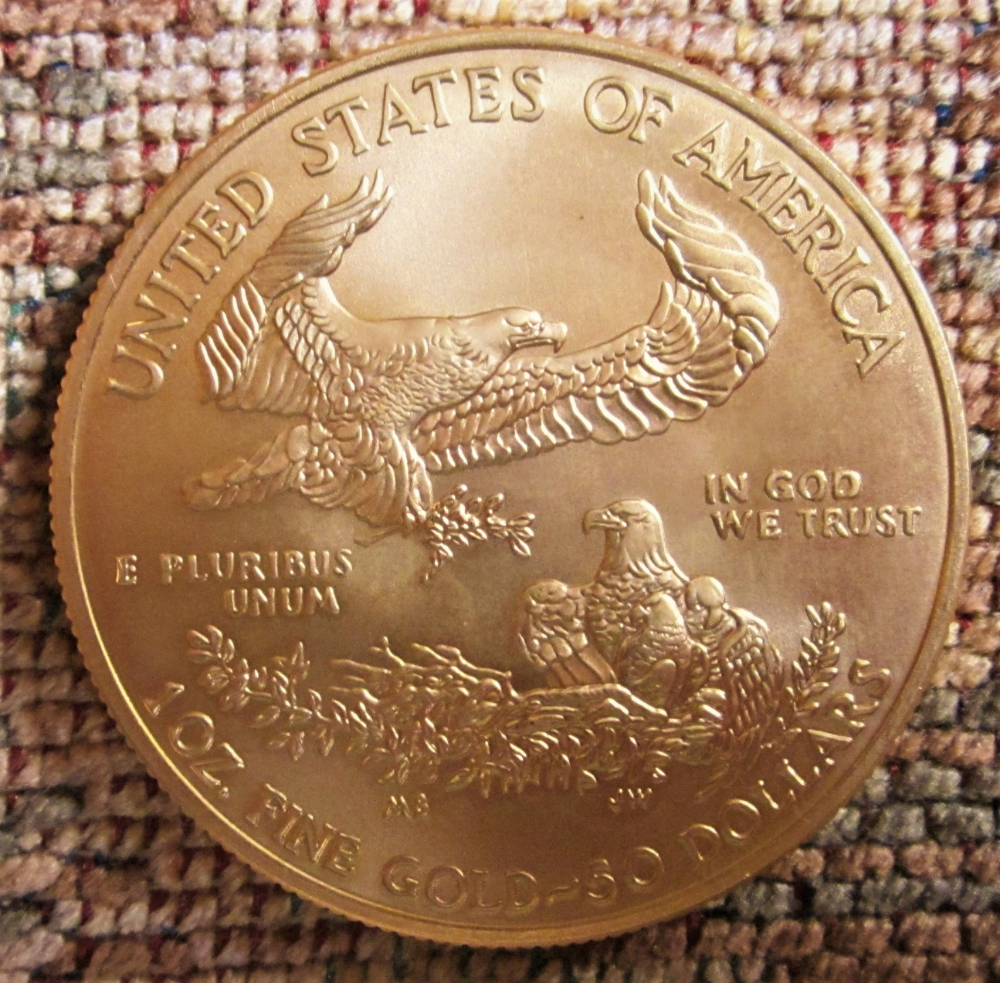 UNITED STATES OF AMERICA
IN GOD
WE TRUST
E PLURIBUS
UNUM
MB
JW
1 OZ. FINE GOLD~50 DOLLARS